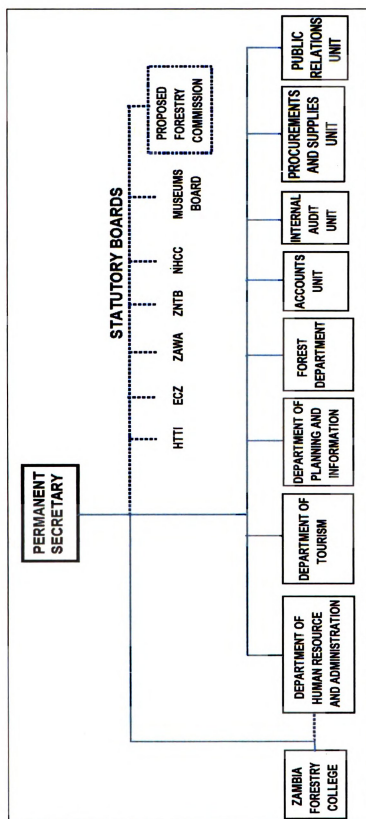 PERMANENT
SECRETARY
STATUTORY BOARDS
HTTI
ECZ
ZAWA
ZNTB
NHCC
MUSEUMS
BOARD
PROPOSED
FORESTRY
COMMISSION
ZAMBIA
FORESTRY
COLLEGE
DEPARTMENT OF
HUMAN RESOURCE
AND ADMINISTRATION
DEPARTMENT OF
TOURISM
DEPARTMENT OF
PLANNING AND
INFORMATION
FOREST
DEPARTMENT
ACCOUNTS
UNIT
INTERNAL
AUDIT
UNIT
PROCUREMENTS
AND SUPPLIES
UNIT
PUBLIC
RELATIONS
UNIT